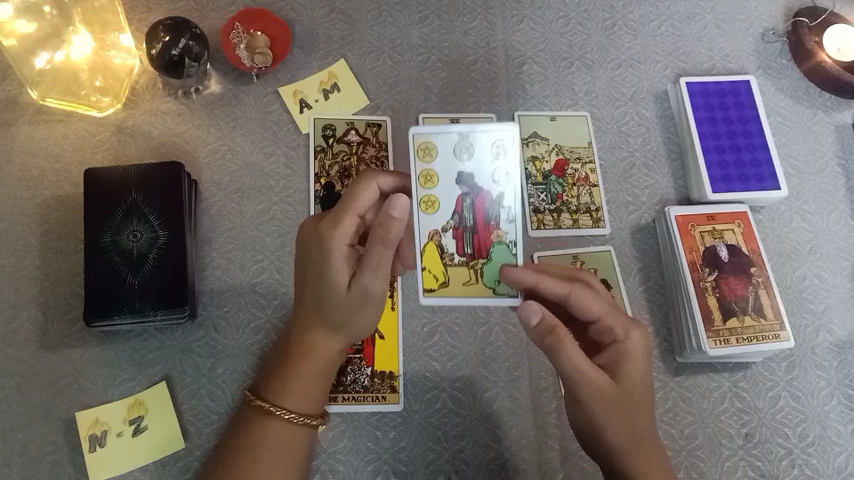 A-M
VII
IV.
THE EMPEROR.
THE MAGICIAN.
N-Z